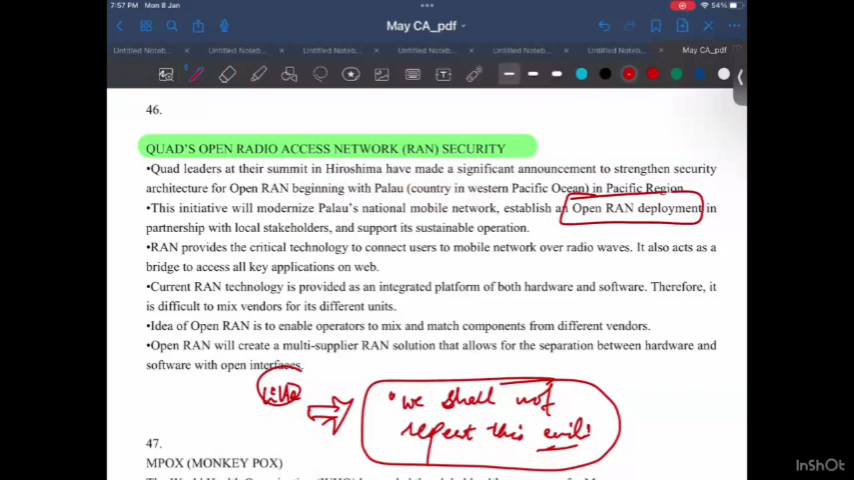 7:57 PM Mon 8 Jan
54%
May CA_pdf
Untitled Noteb... Untitled Noteb... Untitled Noteb... Untitled Noteb... Untitled Noteb... Untitled Noteb... May CA_pdf
46.
QUAD'S OPEN RADIO ACCESS NETWORK (RAN) SECURITY
•Quad leaders at their summit in Hiroshima have made a significant announcement to strengthen security
architecture for Open RAN beginning with Palau (country in western Pacific Ocean) in Pacific Region.
•This initiative will modernize Palau's national mobile network, establish an Open RAN deployment in
partnership with local stakeholders, and support its sustainable operation.
•RAN provides the critical technology to connect users to mobile network over radio waves. It also acts as a
bridge to access all key applications on web.
•Current RAN technology is provided as an integrated platform of both hardware and software. Therefore, it
is difficult to mix vendors for its different units.
•Idea of Open RAN is to enable operators to mix and match components from different vendors.
•Open RAN will create a multi-supplier RAN solution that allows for the separation between hardware and
software with open interfaces.
• we shall not
repeat this evil
47.
MPOX (MONKEY POX)
InShOt